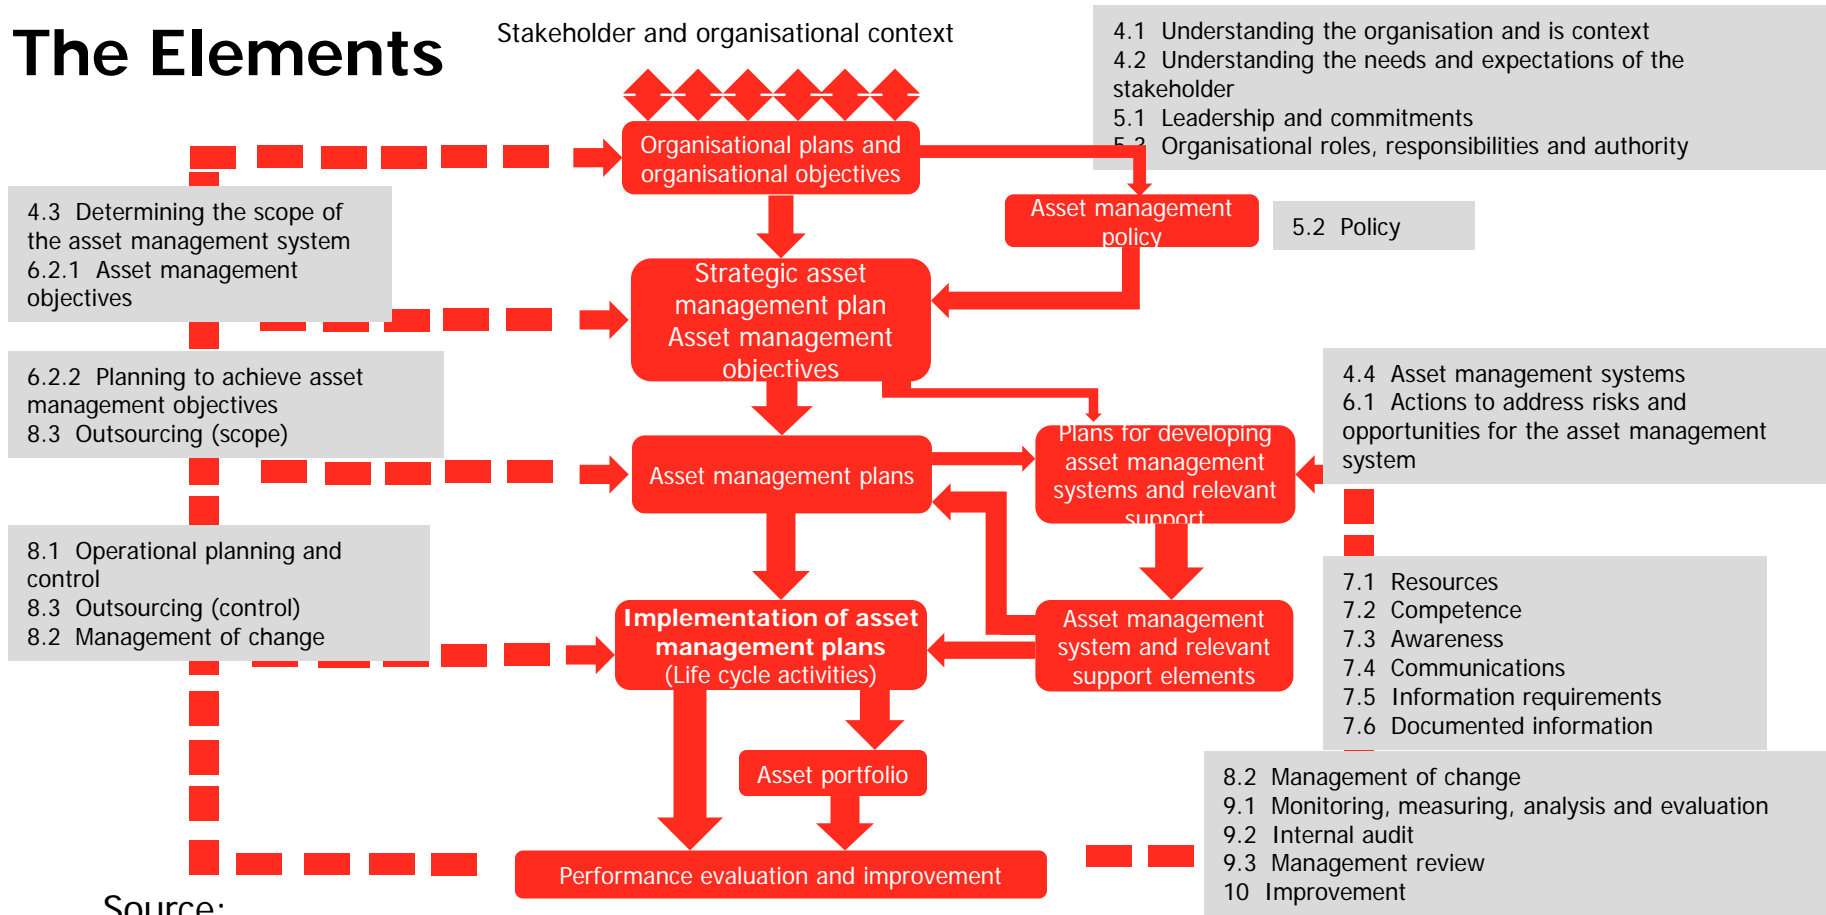 The Elements
Stakeholder and organisational context
4.1 Understanding the organisation and is context
4.2 Understanding the needs and expectations of the
stakeholder
5.1 Leadership and commitments
5.3 Organisational roles, responsibilities and authority
Organisational plans and
organisational objectives
4.3 Determining the scope of
the asset management system
6.2.1 Asset management
objectives
Asset management
policy
5.2 Policy
Strategic asset
management plan
Asset management
objectives
6.2.2 Planning to achieve asset
management objectives
8.3 Outsourcing (scope)
4.4 Asset management systems
6.1 Actions to address risks and
opportunities for the asset management
system
Asset management plans
Plans for developing
asset management
systems and relevant
support
8.1 Operational planning and
control
8.3 Outsourcing (control)
8.2 Management of change
Implementation of asset
management plans
(Life cycle activities)
Asset management
system and relevant
support elements
7.1 Resources
7.2 Competence
7.3 Awareness
7.4 Communications
7.5 Information requirements
7.6 Documented information
Asset portfolio
8.2 Management of change
9.1 Monitoring, measuring, analysis and evaluation
9.2 Internal audit
9.3 Management review
10 Improvement
Performance evaluation and improvement
Source: